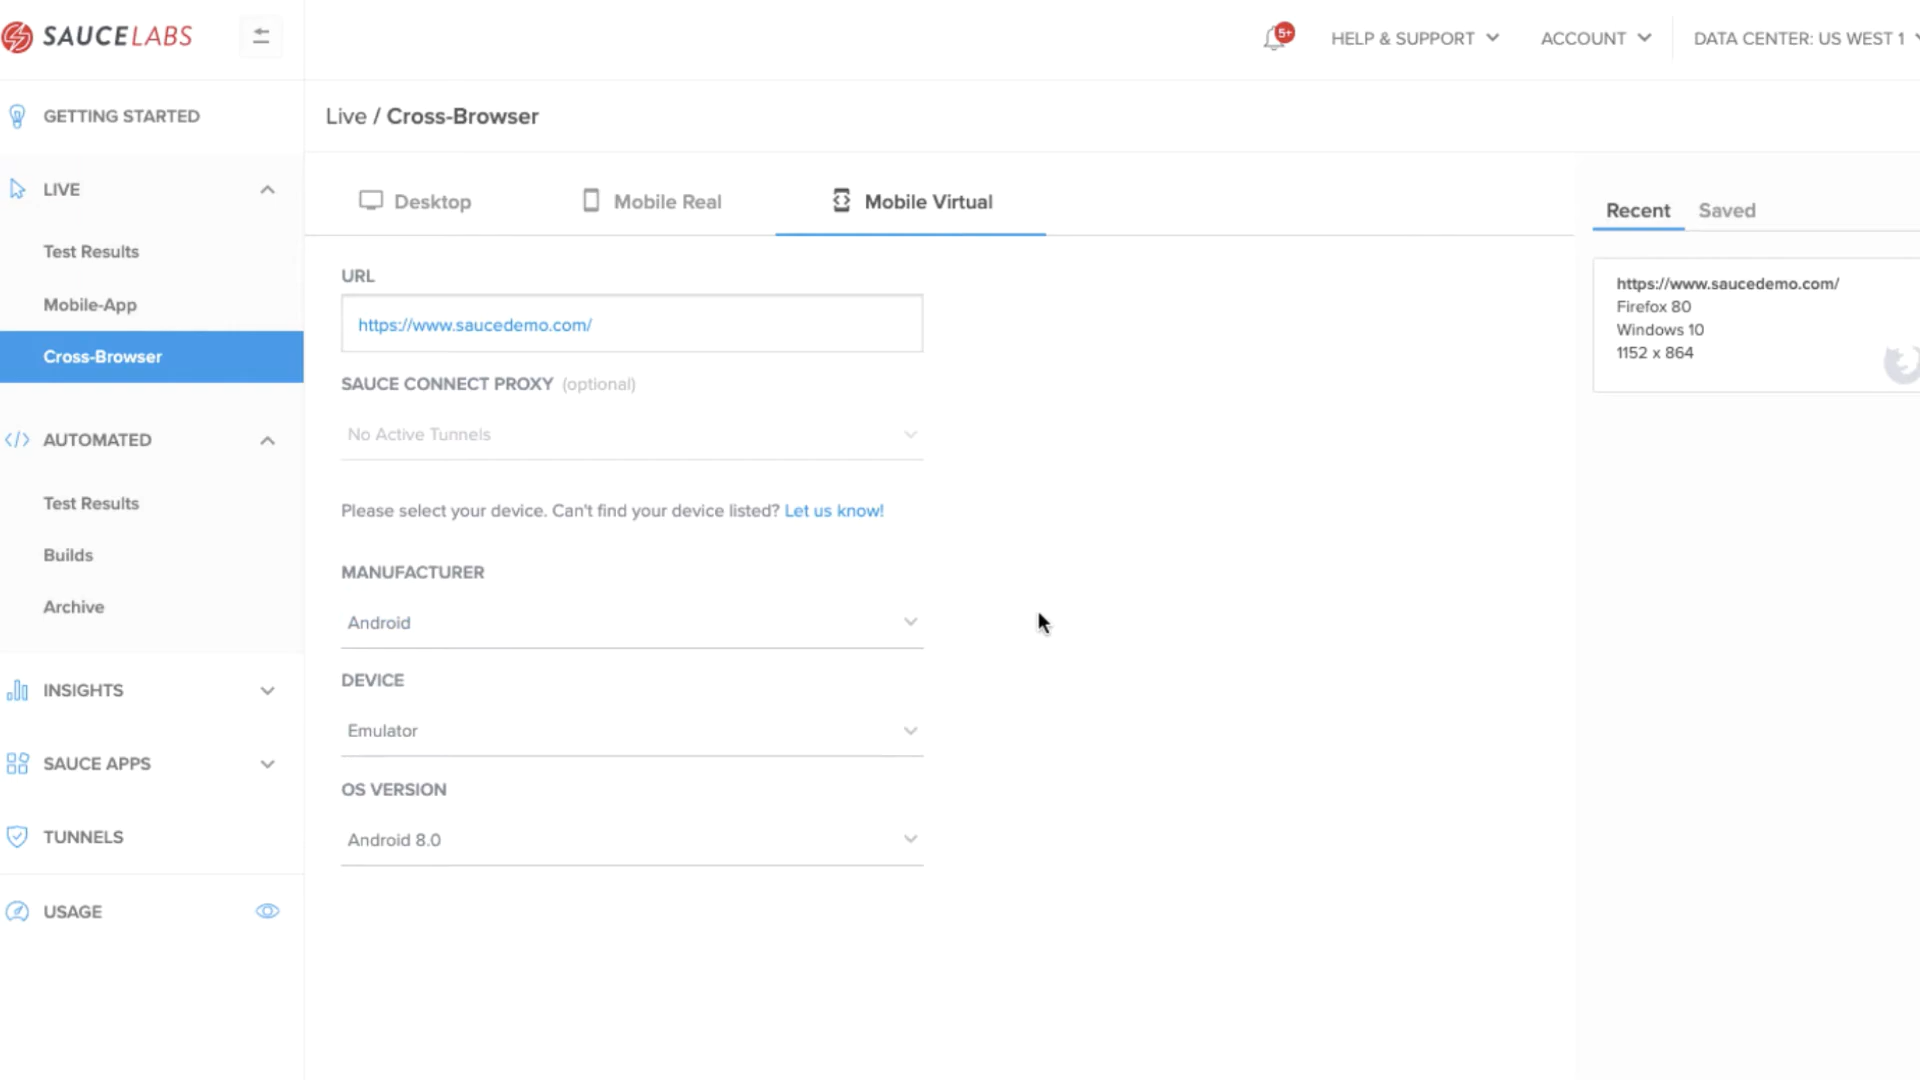 SAUCELABS
5+
HELP & SUPPORT
ACCOUNT
DATA CENTER: US WEST 1
GETTING STARTED
LIVE
Test Results
Mobile-App
Cross-Browser
AUTOMATED
Test Results
Builds
Archive
INSIGHTS
SAUCE APPS
TUNNELS
USAGE
Live / Cross-Browser
Desktop
Mobile Real
Mobile Virtual
URL
https://www.saucedemo.com/
SAUCE CONNECT PROXY (optional)
No Active Tunnels
Please select your device. Can't find your device listed? Let us know!
MANUFACTURER
Android
DEVICE
Emulator
OS VERSION
Android 8.0
Recent
Saved
https://www.saucedemo.com/
Firefox 80
Windows 10
1152 x 864